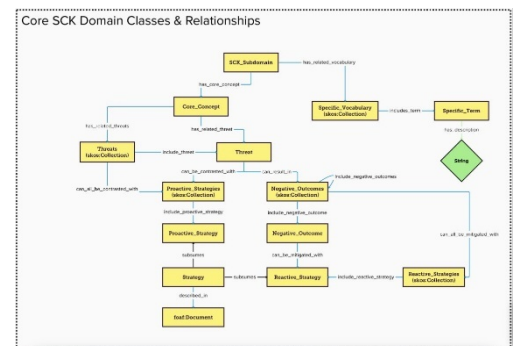 Core SCK Domain Classes & Relationships
SCK_Subdomain
has_related_vocabulary
has_core_concept
Core_Concept
Specific_Vocabulary
(skos:Collection)
includes_term
Specific_Term
has_related_threats
has_related_threat
has_description
Threats
(skos:Collection)
include_threat
Threat
String
can_be_contrasted_with
can_result_in
include_negative_outcomes
can_all_be_contrasted_with
Proactive_Strategies
(skos:Collection)
Negative_Outcomes
(skos:Collection)
include_proactive_strategy
include_negative_outcome
Proactive_Strategy
Negative_Outcome
can_all_be_mitigated_with
subsumes
can_be_mitigated_with
Strategy
subsumes
Reactive_Strategy
include_reactive_strategy
Reactive_Strategies
(skos:Collection)
described_in
foaf:Document